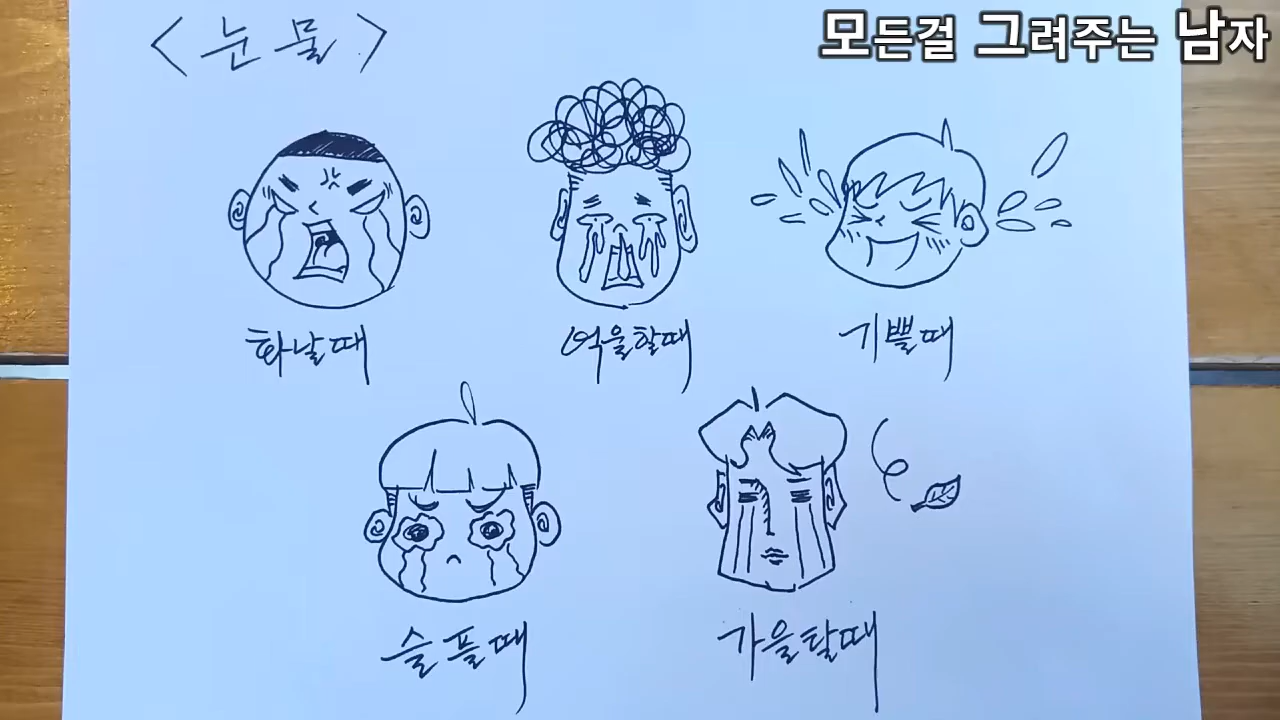 <눈물>
모든걸 그려주는 남자
화날때
억울할때
기쁠때
슬플때
가을탈때